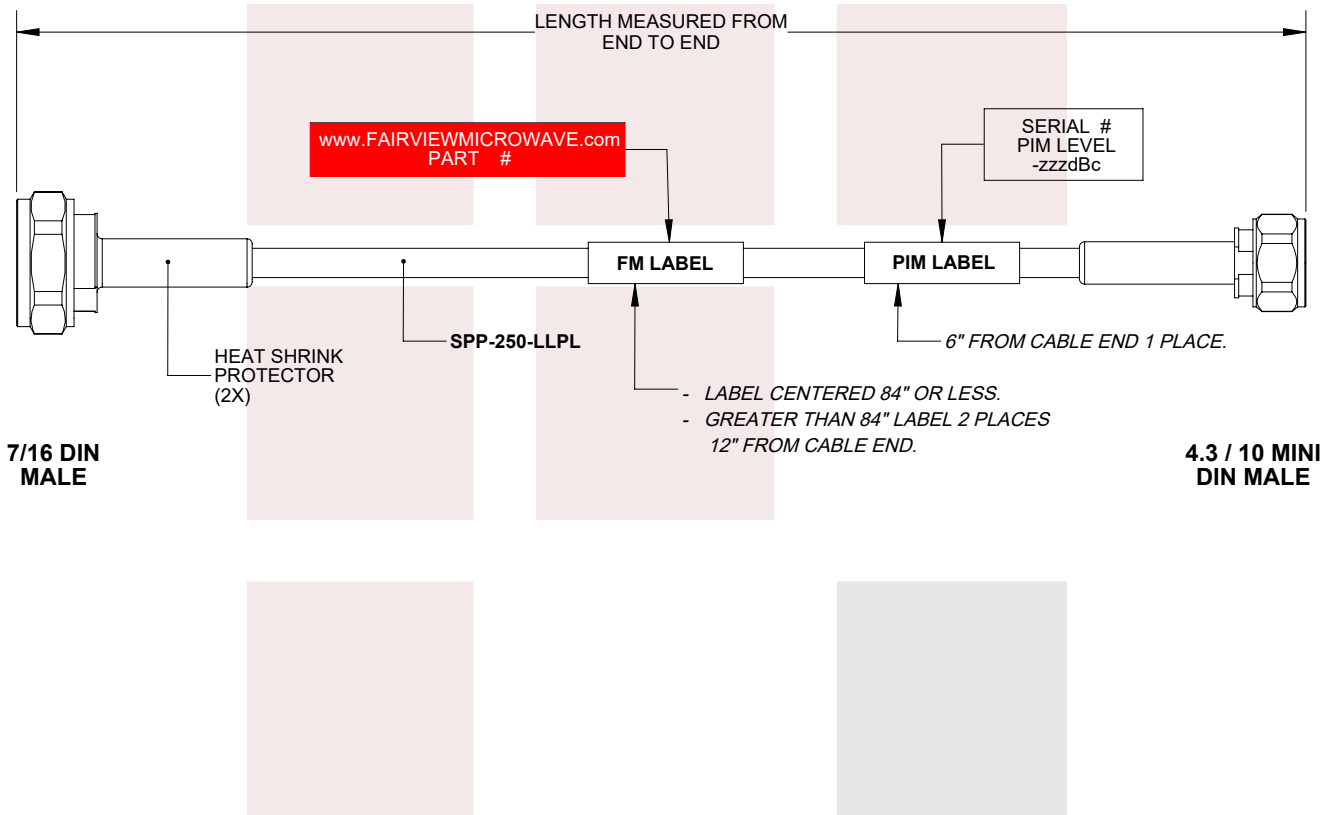 LENGTH MEASURED FROM
END TO END
www.FAIRVIEWMICROWAVE.com
PART #
SERIAL #
PIM LEVEL
-zzzdBc
FM LABEL
PIM LABEL
SPP-250-LLPL
6" FROM CABLE END 1 PLACE.
HEAT SHRINK
PROTECTOR
(2X)
- LABEL CENTERED 84" OR LESS.
- GREATER THAN 84" LABEL 2 PLACES
12" FROM CABLE END.
7/16 DIN
MALE
4.3 / 10 MINI
DIN MALE